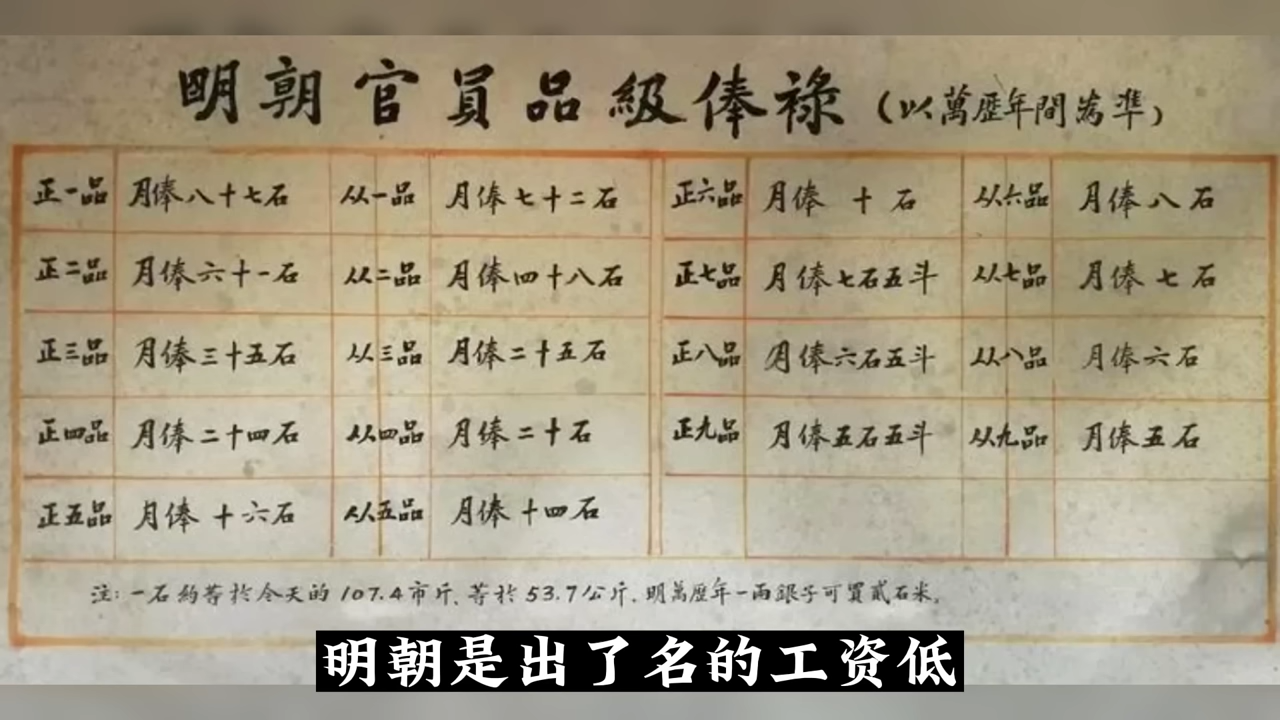 明朝官員品級俸祿（以萬歷年間為準）
正一品 月俸八十七石 从一品 月俸七十二石 正六品 月俸十石 从六品 月俸八石
正二品 月俸六十一石 从二品 月俸四十八石 正七品 月俸七石五斗 从七品 月俸七石
正三品 月俸三十五石 从三品 月俸二十五石 正八品 月俸六石五斗 从八品 月俸六石
正四品 月俸二十四石 从四品 月俸二十石 正九品 月俸五石五斗 从九品 月俸五石
正五品 月俸十六石 从五品 月俸十四石
注：一石約等於今天的107.4市斤、等於53.7公斤．明萬歷年一兩銀子可買貳石米。
明朝是出了名的工资低